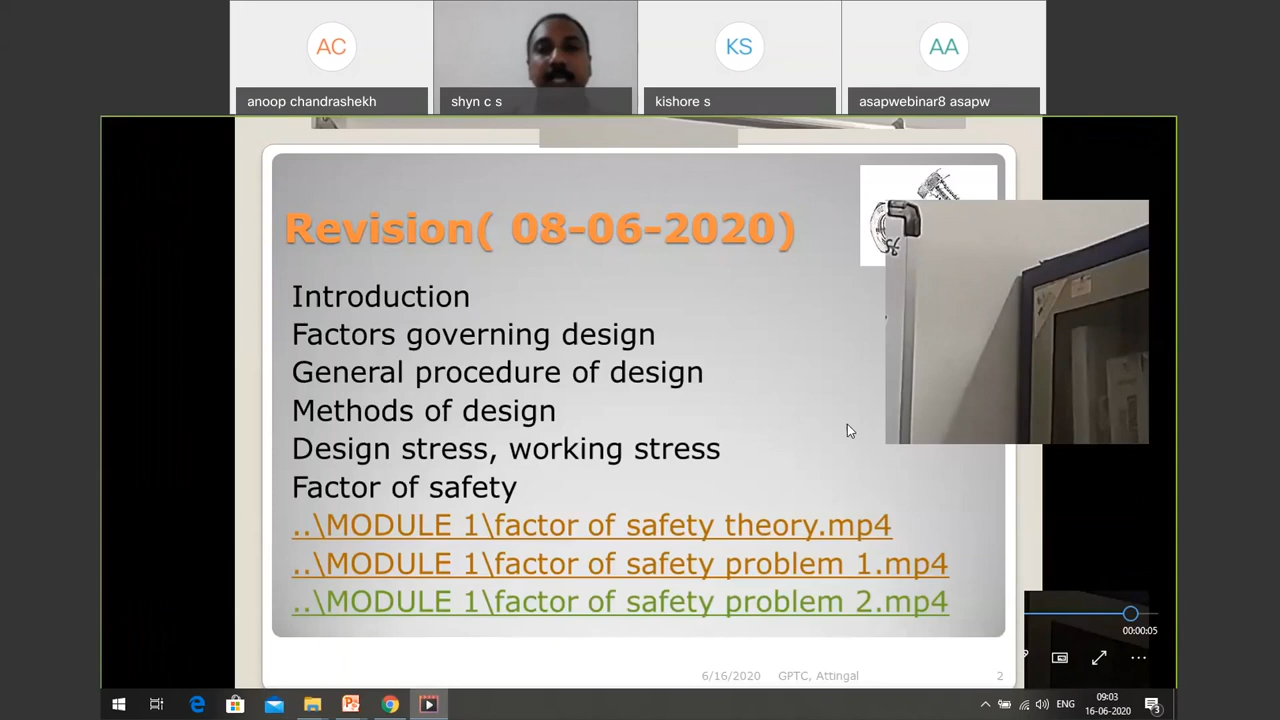 AC
KS
AA
anoop chandrashekh
shyn c s
kishore s
asapwebinar8 asapw
Revision( 08-06-2020)
Introduction
Factors governing design
General procedure of design
Methods of design
Design stress, working stress
Factor of safety
..\MODULE 1\factor of safety theory.mp4
..\MODULE 1\factor of safety problem 1.mp4
..\MODULE 1\factor of safety problem 2.mp4
00:00:05
6/16/2020 GPTC, Attingal 2
ENG
09:03
16-06-2020
3